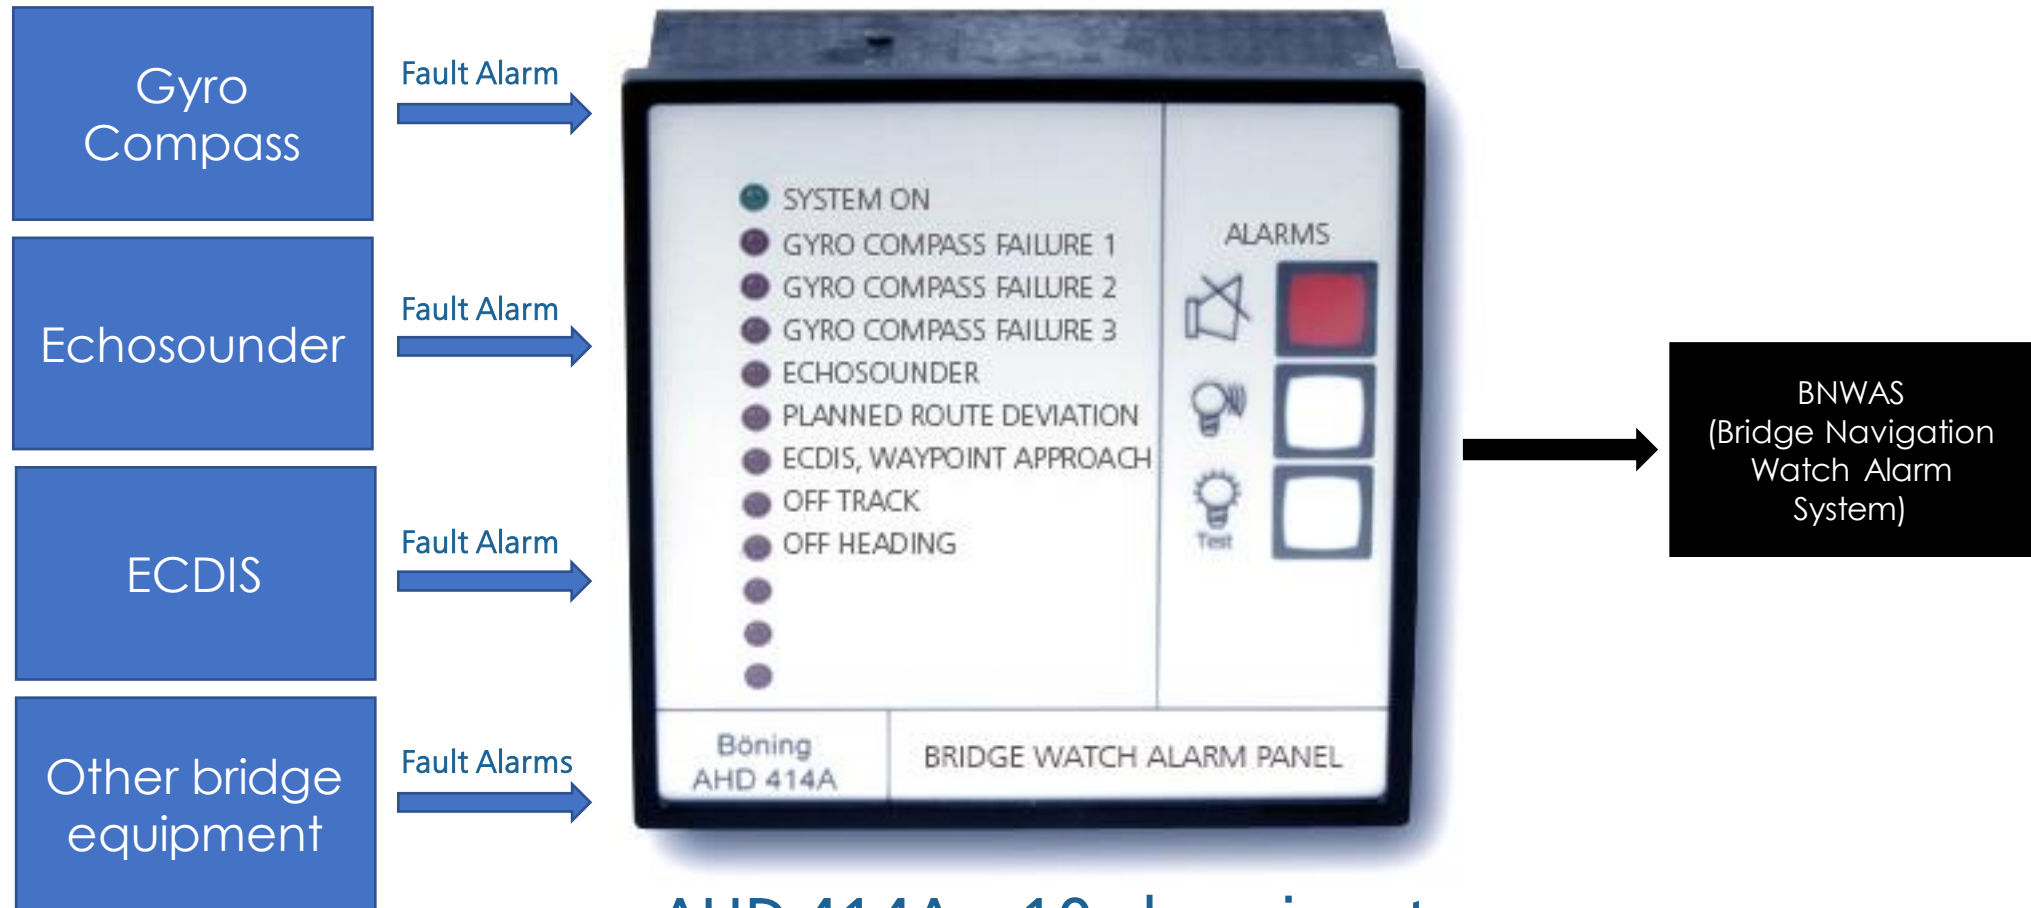 Gyro
Compass
Fault Alarm
Echosounder
Fault Alarm
ECDIS
Fault Alarm
Other bridge
equipment
Fault Alarms
SYSTEM ON
GYRO COMPASS FAILURE 1
GYRO COMPASS FAILURE 2
GYRO COMPASS FAILURE 3
ECHOSOUNDER
PLANNED ROUTE DEVIATION
ECDIS, WAYPOINT APPROACH
OFF TRACK
OFF HEADING
ALARMS
Test
Böning
AHD 414A
BRIDGE WATCH ALARM PANEL
BNWAS
(Bridge Navigation
Watch Alarm
System)
AHD 414A